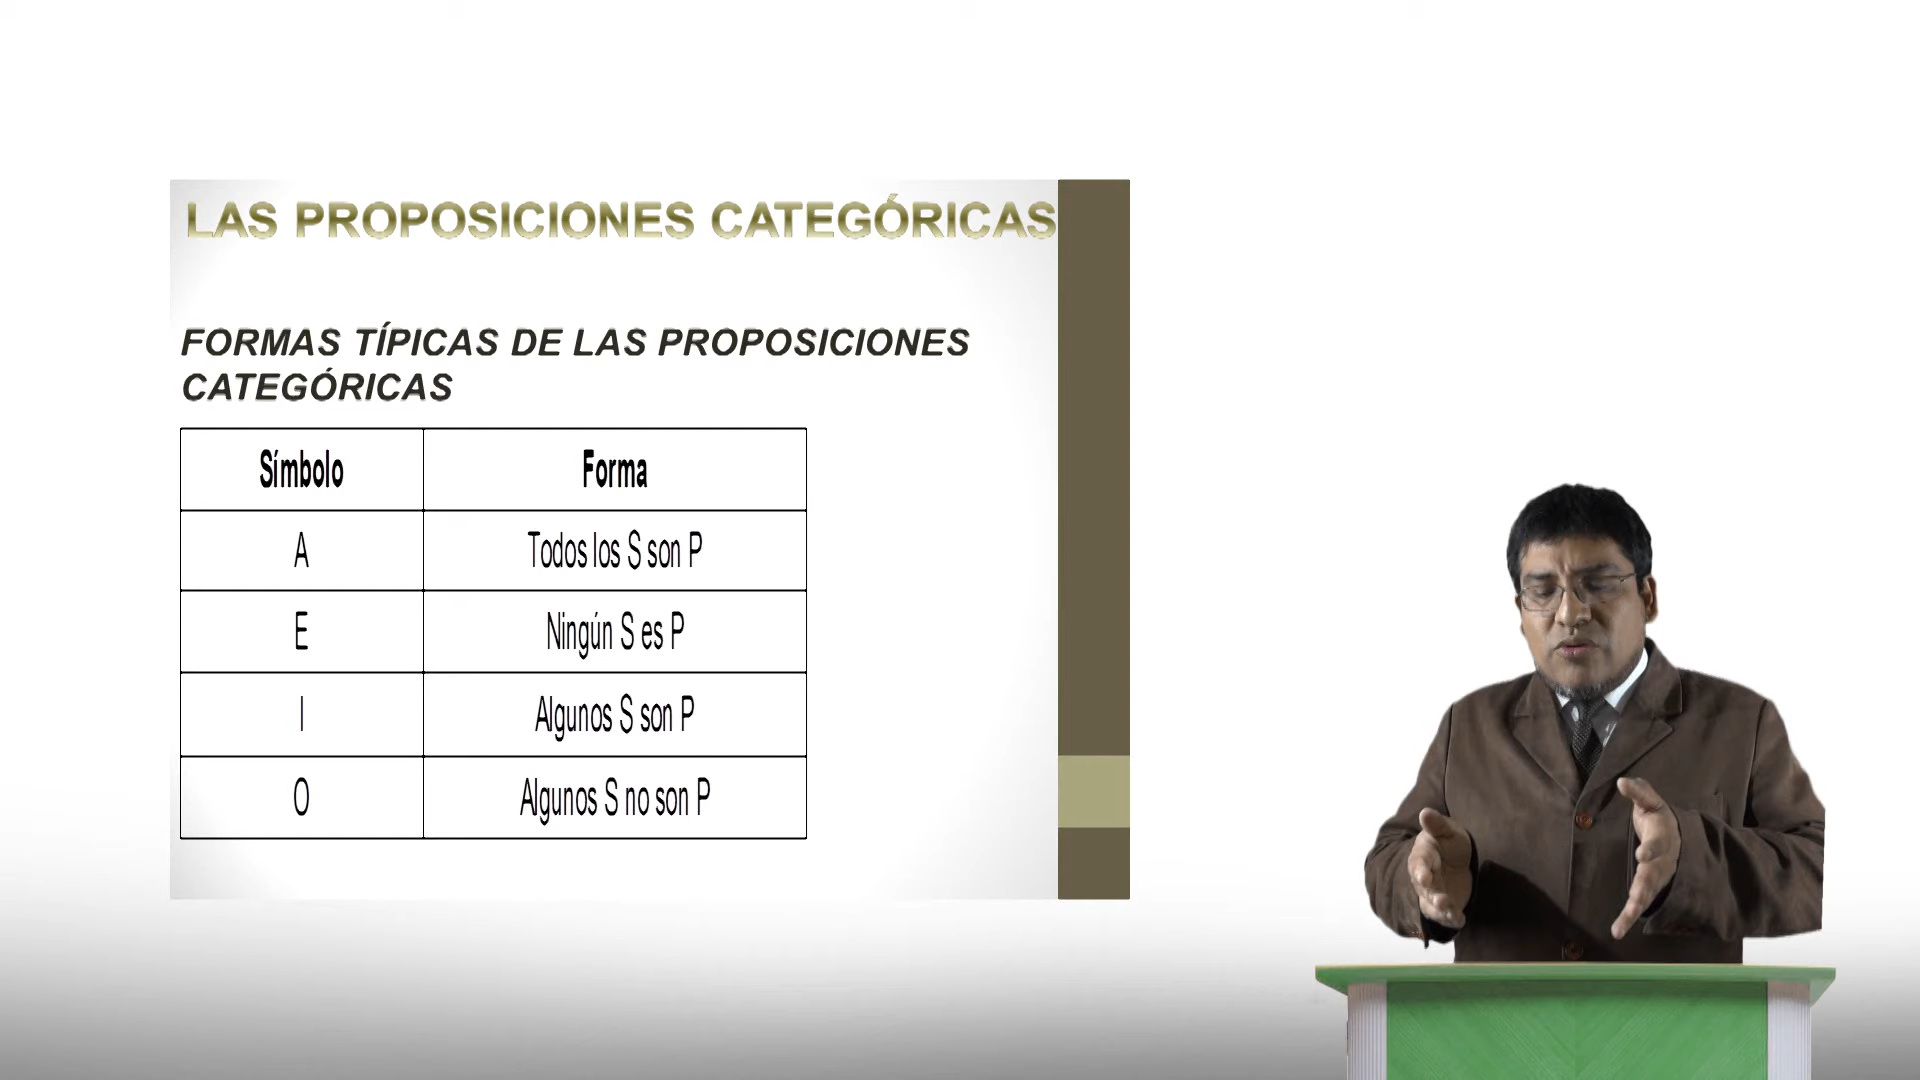 LAS PROPOSICIONES CATEGÓRICAS
FORMAS TÍPICAS DE LAS PROPOSICIONES
CATEGÓRICAS
Símbolo Forma
A Todos los S son P
E Ningún S es P
I Algunos S son P
O Algunos S no son P